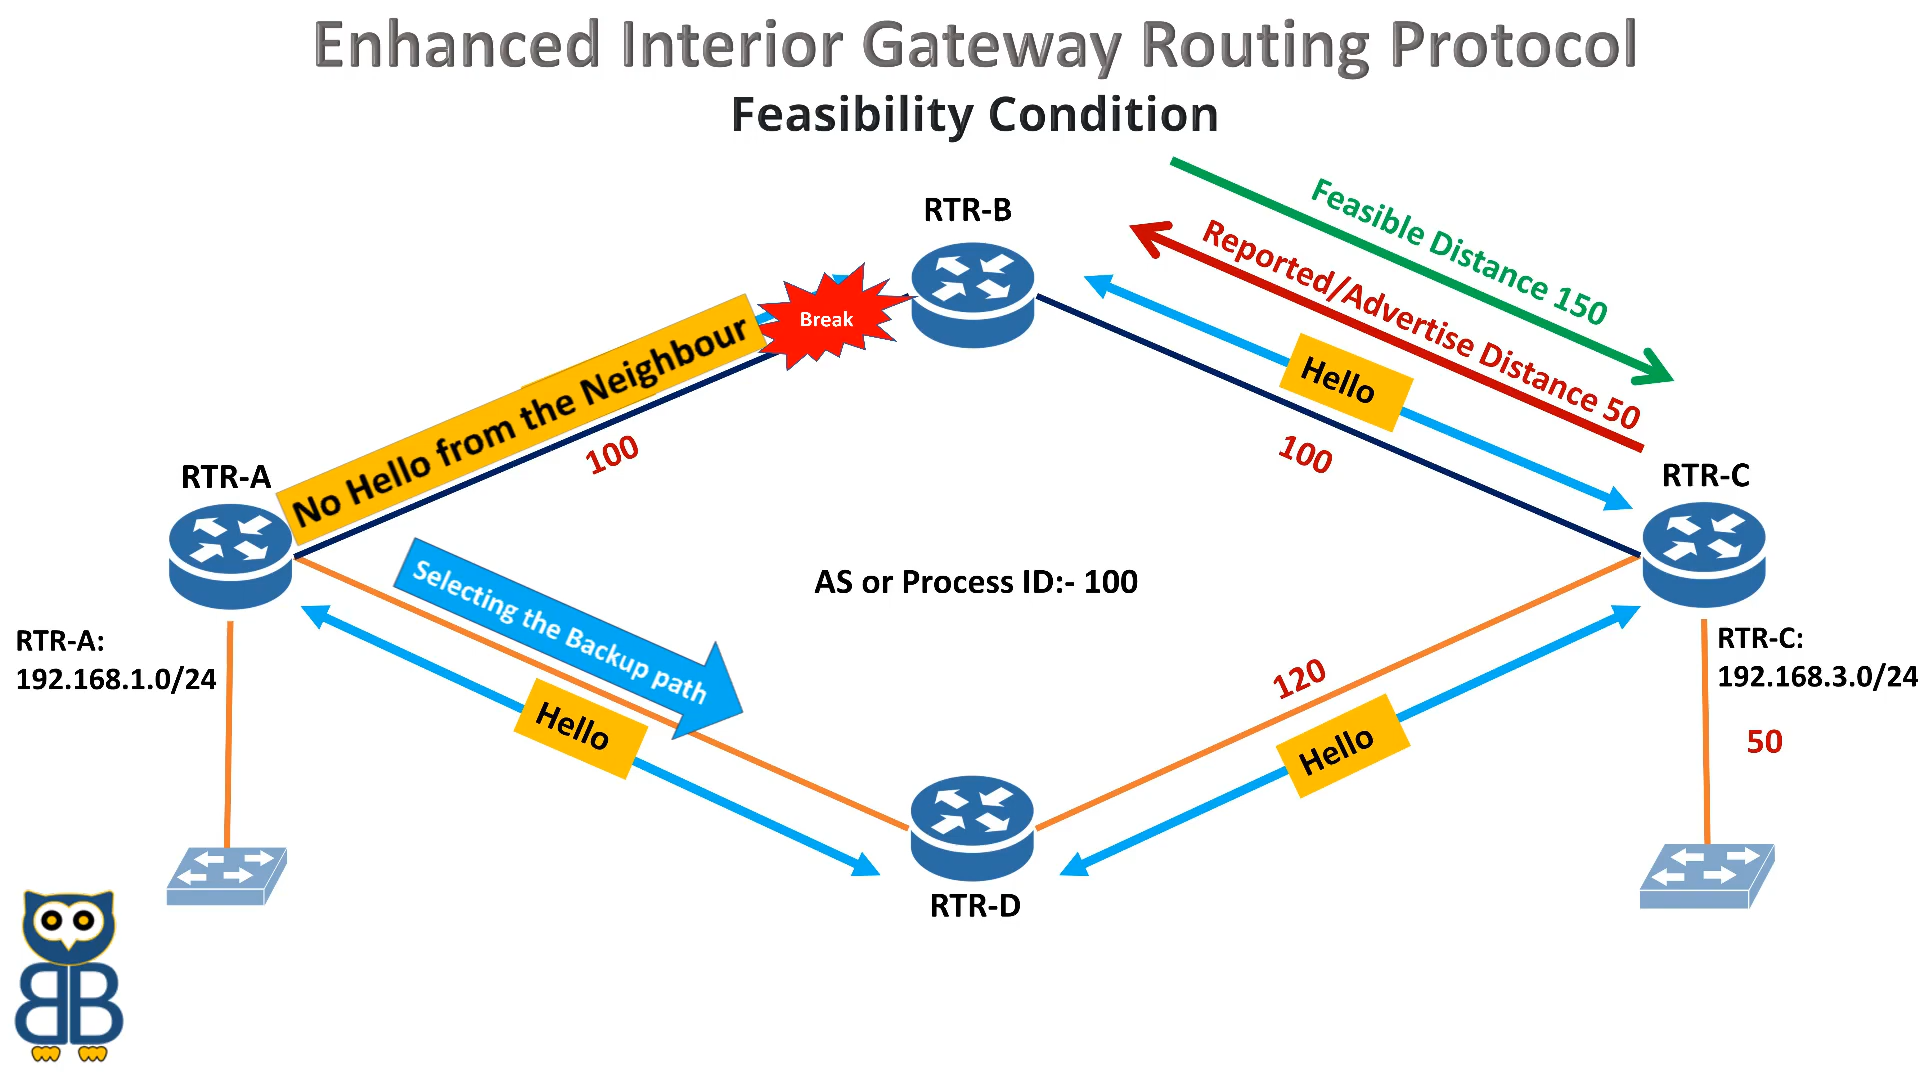 Enhanced Interior Gateway Routing Protocol
Feasibility Condition
RTR-B
Feasible Distance 150
Reported/Advertise Distance 50
Break
No Hello from the Neighbour
Hello
100
100
RTR-A
RTR-C
Selecting the Backup path
AS or Process ID:- 100
RTR-A:
192.168.1.0/24
RTR-C:
192.168.3.0/24
120
50
Hello
Hello
RTR-D
BB